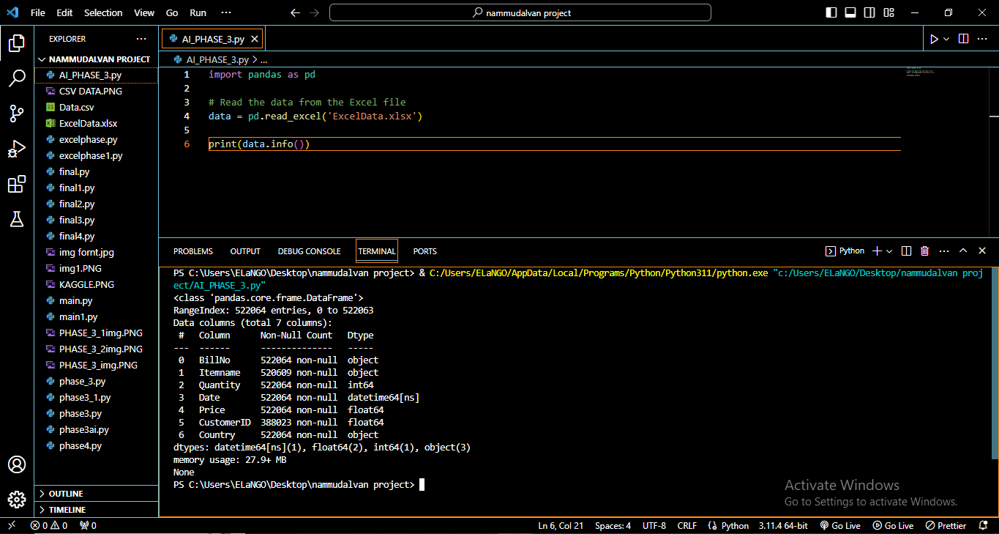 File Edit Selection View Go Run ··· nammudalvan project
EXPLORER ···
NAMMUDALVAN PROJECT
AI_PHASE_3.py
CSV DATA.PNG
Data.csv
ExcelData.xlsx
excelphase.py
excelphase1.py
final.py
final1.py
final2.py
final3.py
final4.py
img fornt.jpg
img1.PNG
KAGGLE.PNG
main.py
main1.py
PHASE_3_1img.PNG
PHASE_3_2img.PNG
PHASE_3_img.PNG
phase_3.py
phase3_1.py
phase3.py
phase3ai.py
phase4.py
OUTLINE
TIMELINE
AI_PHASE_3.py
AI_PHASE_3.py > ...
1 import pandas as pd
2
3 # Read the data from the Excel file
4 data = pd.read_excel('ExcelData.xlsx')
5
6 print(data.info())
PROBLEMS OUTPUT DEBUG CONSOLE TERMINAL PORTS Python
PS C:\Users\ELaNGO\Desktop\nammudalvan project> & C:/Users/ELaNGO/AppData/Local/Programs/Python/Python311/python.exe "c:/Users/ELaNGO/Desktop/nammudalvan proj
ect/AI_PHASE_3.py"
<class 'pandas.core.frame.DataFrame'>
RangeIndex: 522064 entries, 0 to 522063
Data columns (total 7 columns):
 #   Column      Non-Null Count   Dtype
---  ------      --------------   -----
 0   BillNo      522064 non-null  object
 1   Itemname    520609 non-null  object
 2   Quantity    522064 non-null  int64
 3   Date        522064 non-null  datetime64[ns]
 4   Price       522064 non-null  float64
 5   CustomerID  388023 non-null  float64
 6   Country     522064 non-null  object
dtypes: datetime64[ns](1), float64(2), int64(1), object(3)
memory usage: 27.9+ MB
None
PS C:\Users\ELaNGO\Desktop\nammudalvan project>
Activate Windows
Go to Settings to activate Windows.
0 0 0 Ln 6, Col 21 Spaces: 4 UTF-8 CRLF Python 3.11.4 64-bit Go Live Go Live Prettier